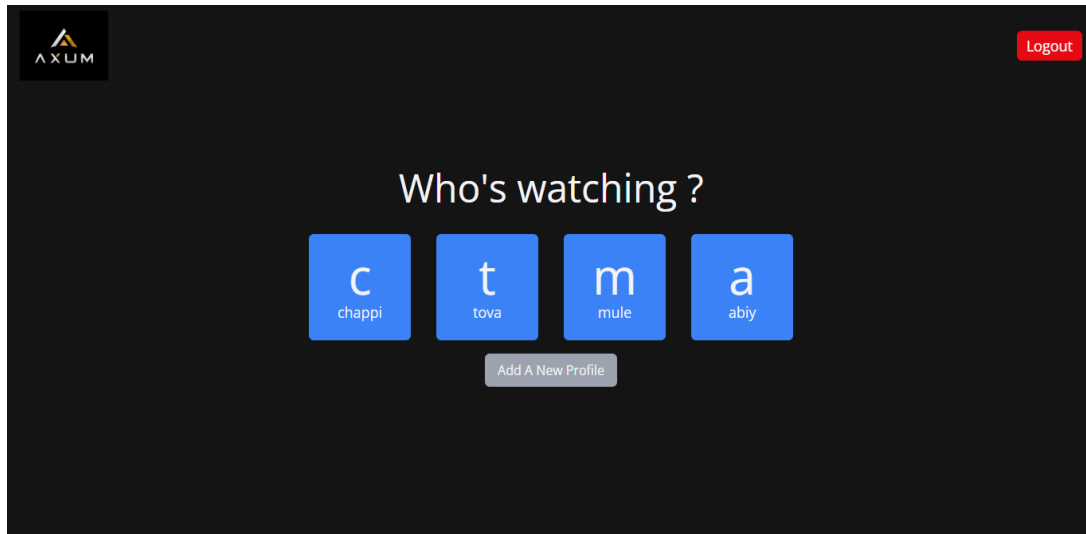 AXUM
Logout
Who's watching ?
c t m a
chappi tova mule abiy
Add A New Profile